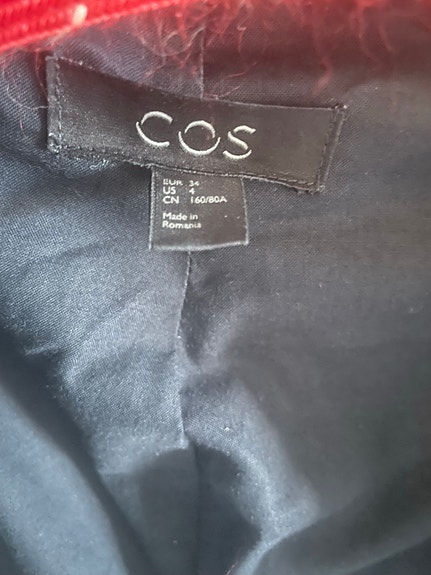 COS
EUR 34
US 4
CN 160/80A
Made in
Romania